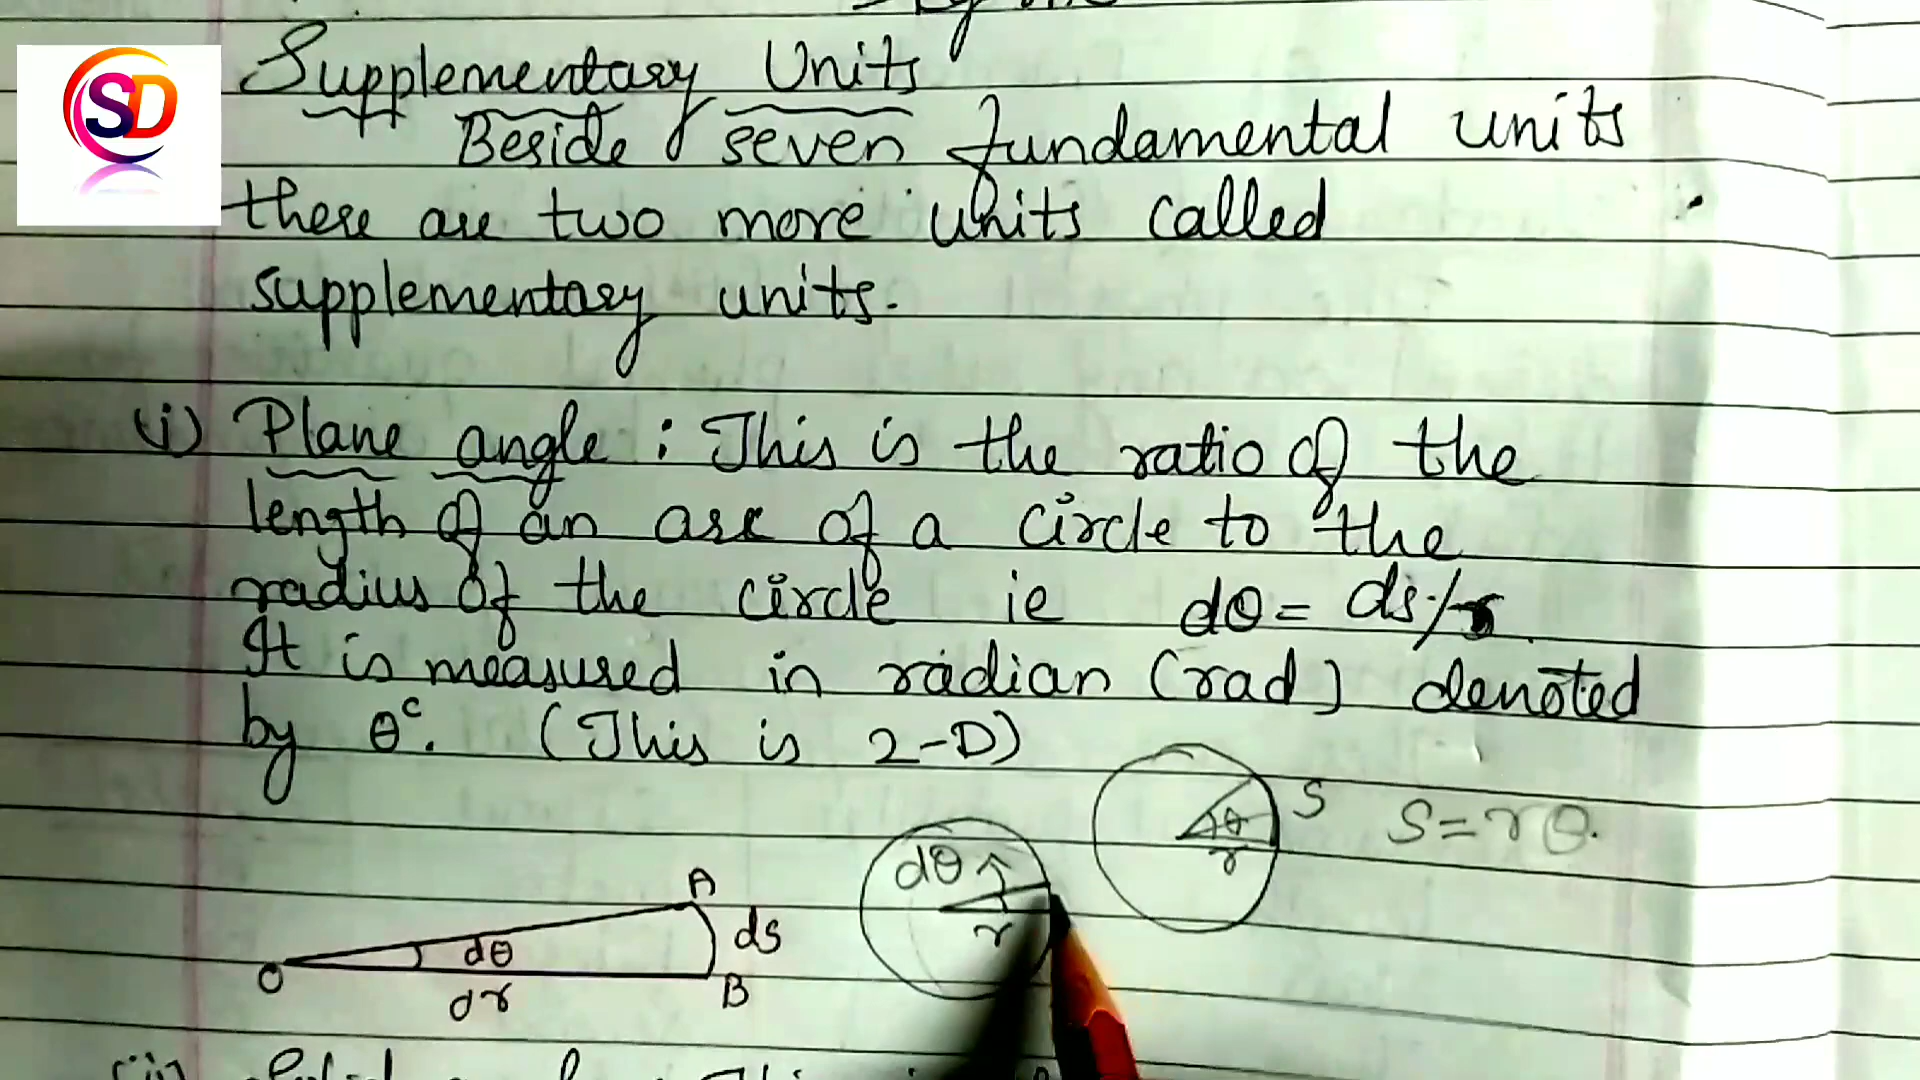 SD
Supplementary Units
Beside seven fundamental units
there are two more units called
supplementary units.
(i) Plane angle : This is the ratio of the
length of an arc of a circle to the
radius of the circle ie dθ = ds/r
It is measured in radian (rad) denoted
by θᶜ. (This is 2-D)
θ
r
S
S=rθ.
dθ
r
A
ds
dθ
O
B
dr